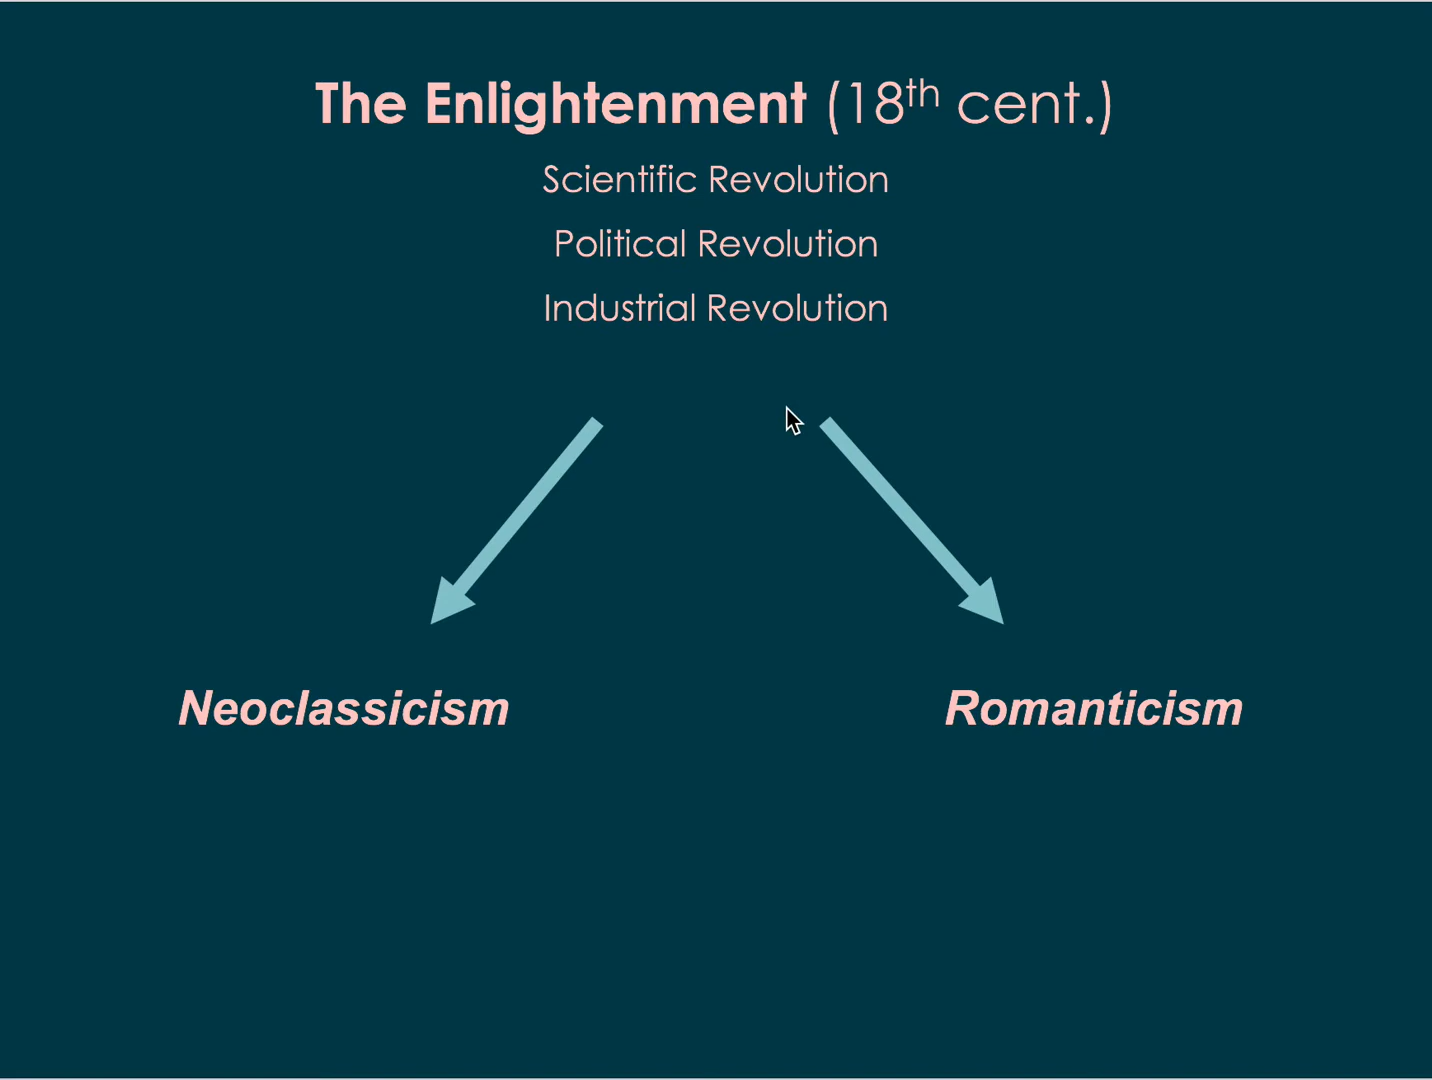 The Enlightenment (18th cent.)
Scientific Revolution
Political Revolution
Industrial Revolution
Neoclassicism
Romanticism